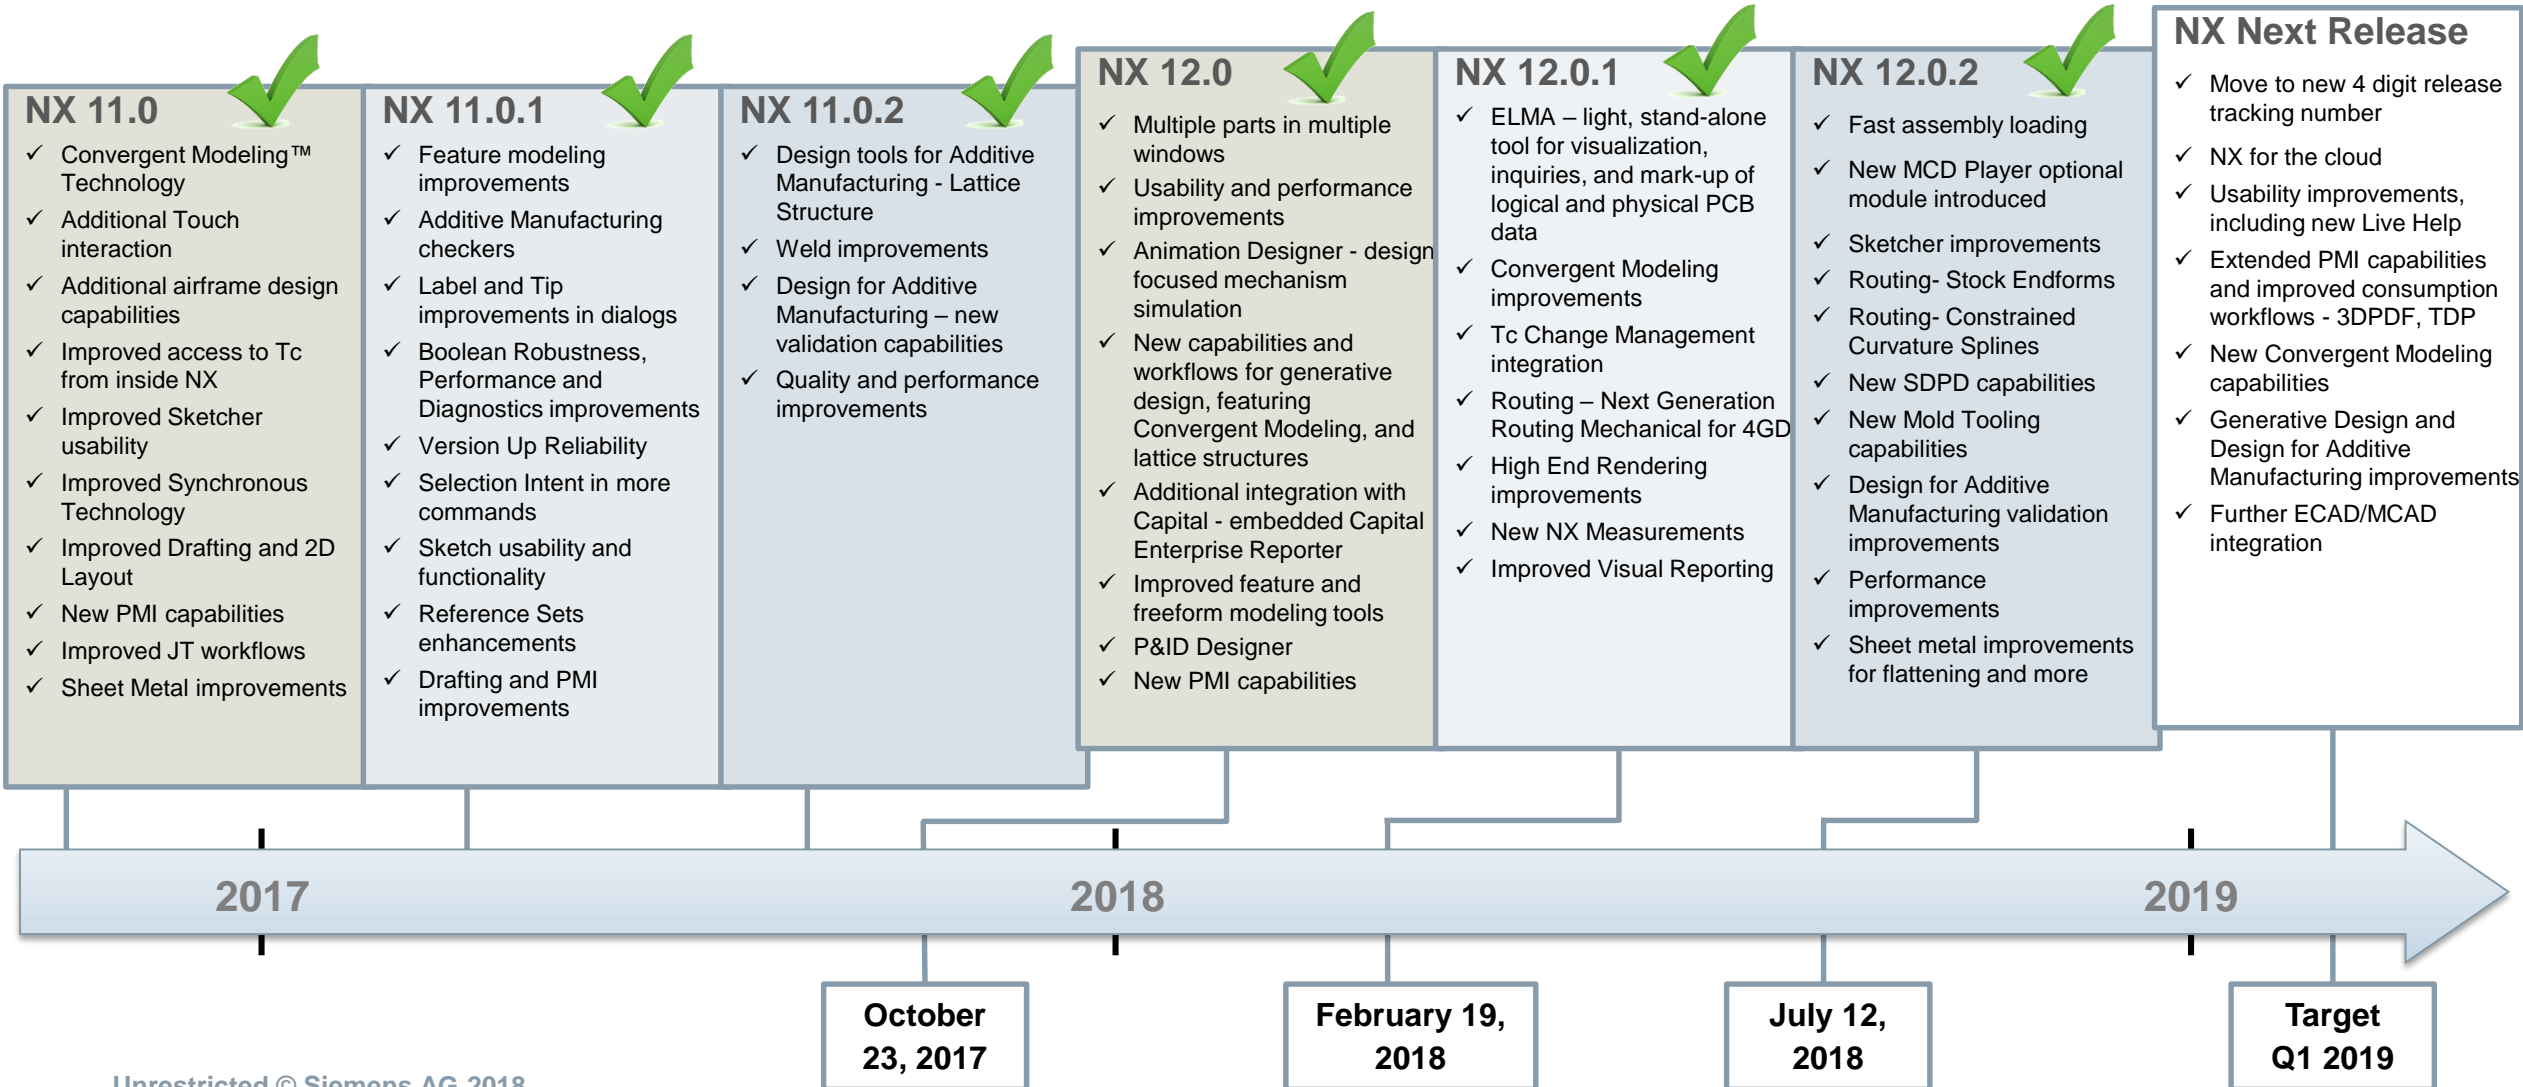 NX 11.0
✓ Convergent Modeling™
Technology
✓ Additional Touch
interaction
✓ Additional airframe design
capabilities
✓ Improved access to Tc
from inside NX
✓ Improved Sketcher
usability
✓ Improved Synchronous
Technology
✓ Improved Drafting and 2D
Layout
✓ New PMI capabilities
✓ Improved JT workflows
✓ Sheet Metal improvements
NX 11.0.1
✓ Feature modeling
improvements
✓ Additive Manufacturing
checkers
✓ Label and Tip
improvements in dialogs
✓ Boolean Robustness,
Performance and
Diagnostics improvements
✓ Version Up Reliability
✓ Selection Intent in more
commands
✓ Sketch usability and
functionality
✓ Reference Sets
enhancements
✓ Drafting and PMI
improvements
NX 11.0.2
✓ Design tools for Additive
Manufacturing - Lattice
Structure
✓ Weld improvements
✓ Design for Additive
Manufacturing – new
validation capabilities
✓ Quality and performance
improvements
NX 12.0
✓ Multiple parts in multiple
windows
✓ Usability and performance
improvements
✓ Animation Designer - design
focused mechanism
simulation
✓ New capabilities and
workflows for generative
design, featuring
Convergent Modeling, and
lattice structures
✓ Additional integration with
Capital - embedded Capital
Enterprise Reporter
✓ Improved feature and
freeform modeling tools
✓ P&ID Designer
✓ New PMI capabilities
NX 12.0.1
✓ ELMA – light, stand-alone
tool for visualization,
inquiries, and mark-up of
logical and physical PCB
data
✓ Convergent Modeling
improvements
✓ Tc Change Management
integration
✓ Routing – Next Generation
Routing Mechanical for 4GD
✓ High End Rendering
improvements
✓ New NX Measurements
✓ Improved Visual Reporting
NX 12.0.2
✓ Fast assembly loading
✓ New MCD Player optional
module introduced
✓ Sketcher improvements
✓ Routing- Stock Endforms
✓ Routing- Constrained
Curvature Splines
✓ New SDPD capabilities
✓ New Mold Tooling
capabilities
✓ Design for Additive
Manufacturing validation
improvements
✓ Performance
improvements
✓ Sheet metal improvements
for flattening and more
NX Next Release
✓ Move to new 4 digit release
tracking number
✓ NX for the cloud
✓ Usability improvements,
including new Live Help
✓ Extended PMI capabilities
and improved consumption
workflows - 3DPDF, TDP
✓ New Convergent Modeling
capabilities
✓ Generative Design and
Design for Additive
Manufacturing improvements
✓ Further ECAD/MCAD
integration
2017
2018
2019
October
23, 2017
February 19,
2018
July 12,
2018
Target
Q1 2019
Unrestricted © Siemens AG 2018